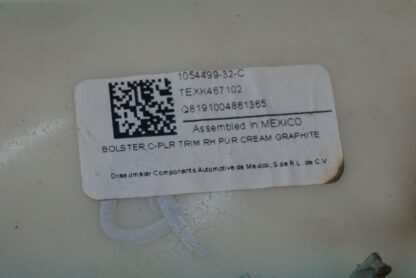 1054499-32-C
TEXK467102
Q8191004861365
Assembled in MEXICO
BOLSTER,C-PLR TRIM RH PUR CREAM GRAPHITE
Draexlmaier Components Automotive de Mexico, S de R.L. de C.V.